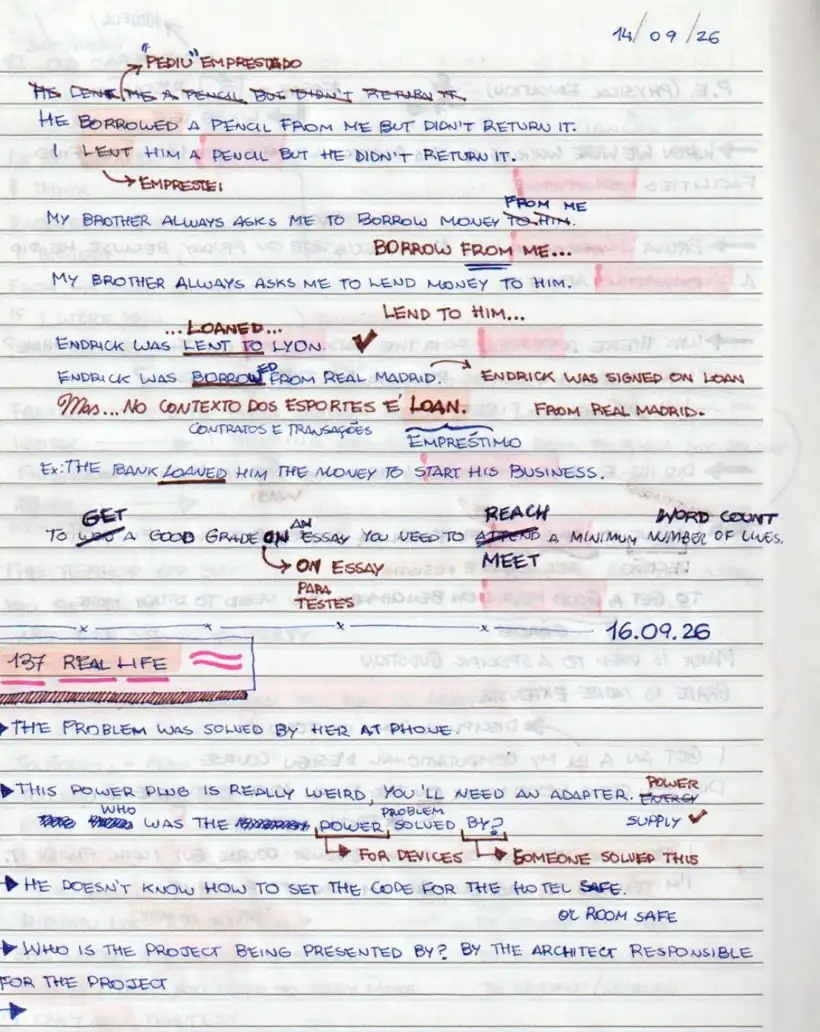 14/09/26
"PEDIU" EMPRESTADO
HE LENT ME A PENCIL BUT DIDN'T RETURN IT.
HE BORROWED A PENCIL FROM ME BUT DIDN'T RETURN IT.
I LENT HIM A PENCIL BUT HE DIDN'T RETURN IT.
EMPRESTEI
FROM ME
MY BROTHER ALWAYS ASKS ME TO BORROW MONEY TO HIM.
BORROW FROM ME...
MY BROTHER ALWAYS ASKS ME TO LEND MONEY TO HIM.
LEND TO HIM...
...LOANED...
ENDRICK WAS LENT TO LYON. ✓
ENDRICK WAS BORROWED FROM REAL MADRID. → ENDRICK WAS SIGNED ON LOAN
Mas... NO CONTEXTO DOS ESPORTES É LOAN. FROM REAL MADRID.
CONTRATOS E TRANSAÇÕES EMPRÉSTIMO
Ex: THE BANK LOANED HIM THE MONEY TO START HIS BUSINESS.
GET AN REACH WORD COUNT
TO A GOOD GRADE ON ESSAY YOU NEED TO ATTEND A MINIMUM NUMBER OF LINES.
ON ESSAY MEET
PARA
TESTES
16.09.26
137 REAL LIFE
THE PROBLEM WAS SOLVED BY HER AT PHONE.
THIS POWER PLUG IS REALLY WEIRD, YOU'LL NEED AN ADAPTER. POWER ENERGY
WHO WAS THE POWER PROBLEM SOLVED BY? SUPPLY ✓
FOR DEVICES SOMEONE SOLVED THIS
HE DOESN'T KNOW HOW TO SET THE CODE FOR THE HOTEL SAFE.
OR ROOM SAFE
WHO IS THE PROJECT BEING PRESENTED BY? BY THE ARCHITECT RESPONSIBLE
FOR THE PROJECT